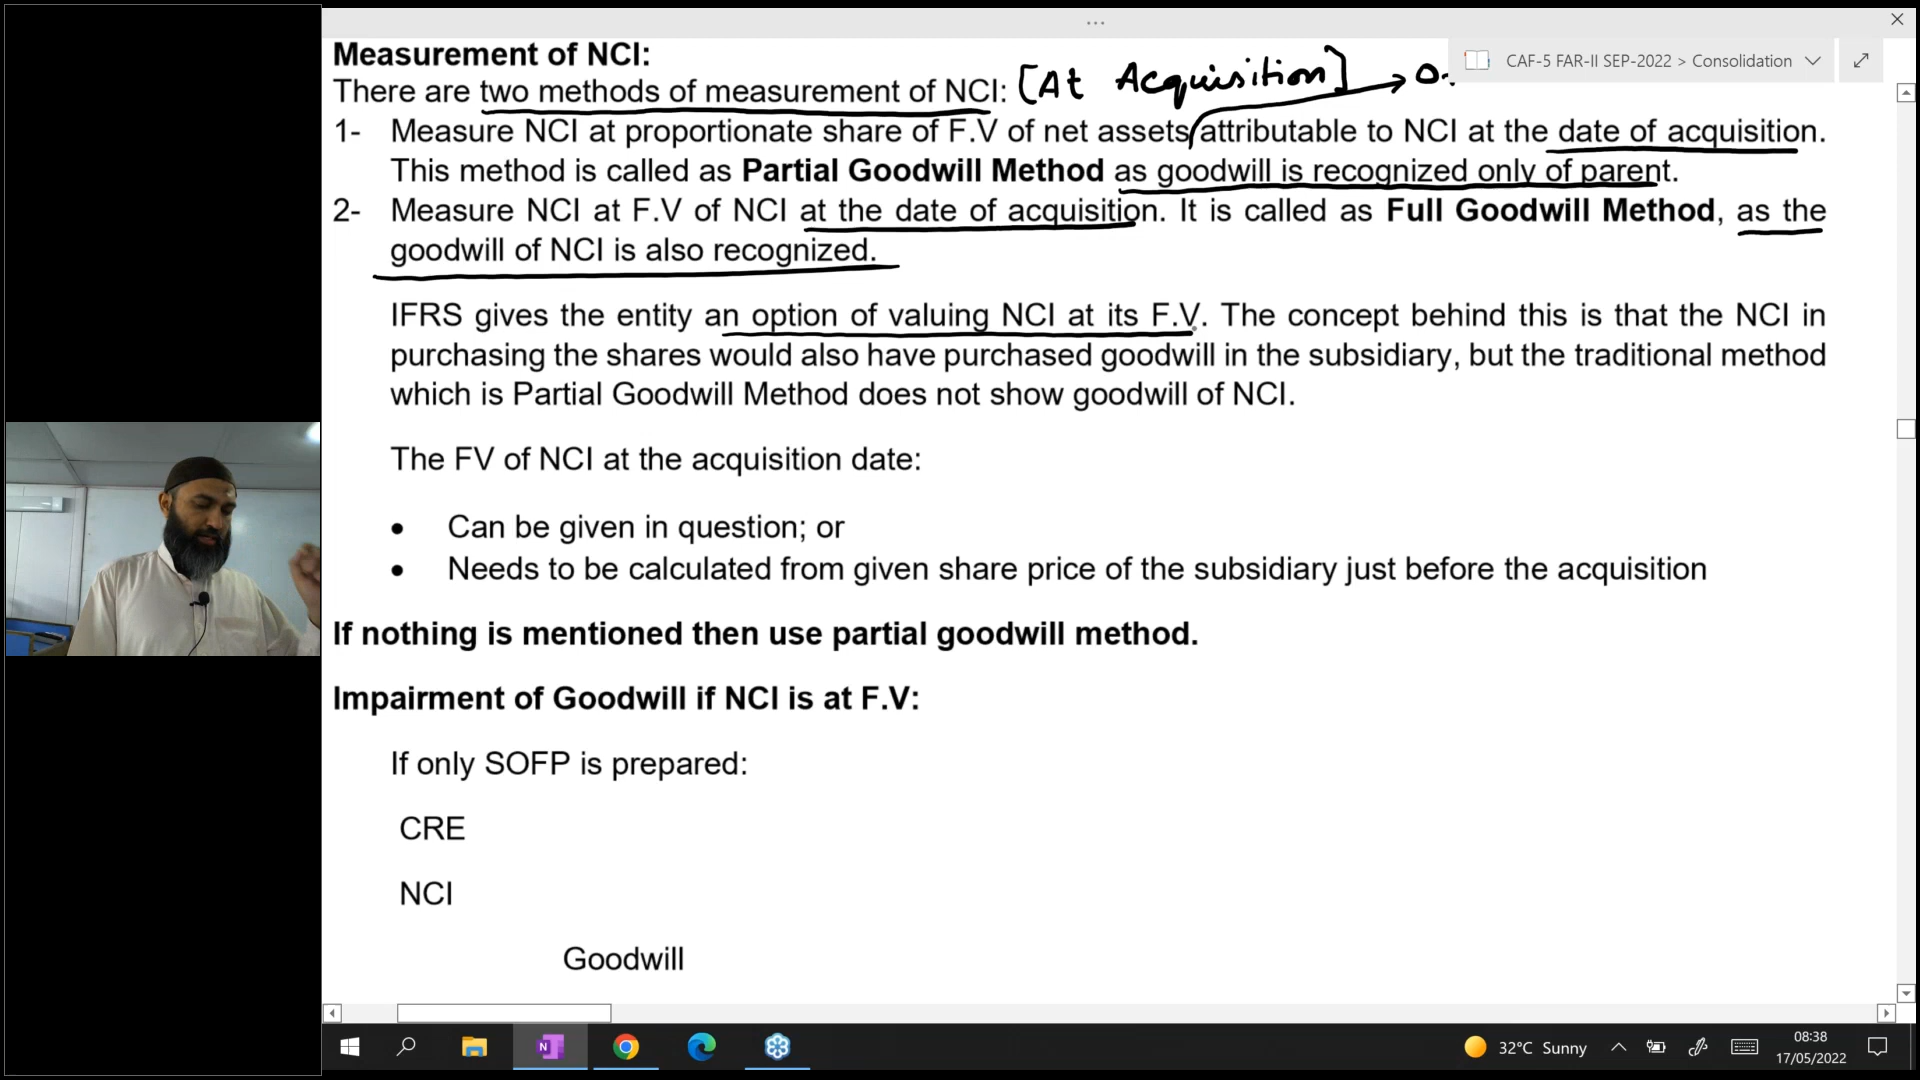 CAF-5 FAR-II SEP-2022 > Consolidation
Measurement of NCI:
There are two methods of measurement of NCI: [At Acquisition]
1- Measure NCI at proportionate share of F.V of net assets attributable to NCI at the date of acquisition.
This method is called as Partial Goodwill Method as goodwill is recognized only of parent.
2- Measure NCI at F.V of NCI at the date of acquisition. It is called as Full Goodwill Method, as the
goodwill of NCI is also recognized.
IFRS gives the entity an option of valuing NCI at its F.V. The concept behind this is that the NCI in
purchasing the shares would also have purchased goodwill in the subsidiary, but the traditional method
which is Partial Goodwill Method does not show goodwill of NCI.
The FV of NCI at the acquisition date:
• Can be given in question; or
• Needs to be calculated from given share price of the subsidiary just before the acquisition
If nothing is mentioned then use partial goodwill method.
Impairment of Goodwill if NCI is at F.V:
If only SOFP is prepared:
CRE
NCI
Goodwill
32°C Sunny
08:38
17/05/2022